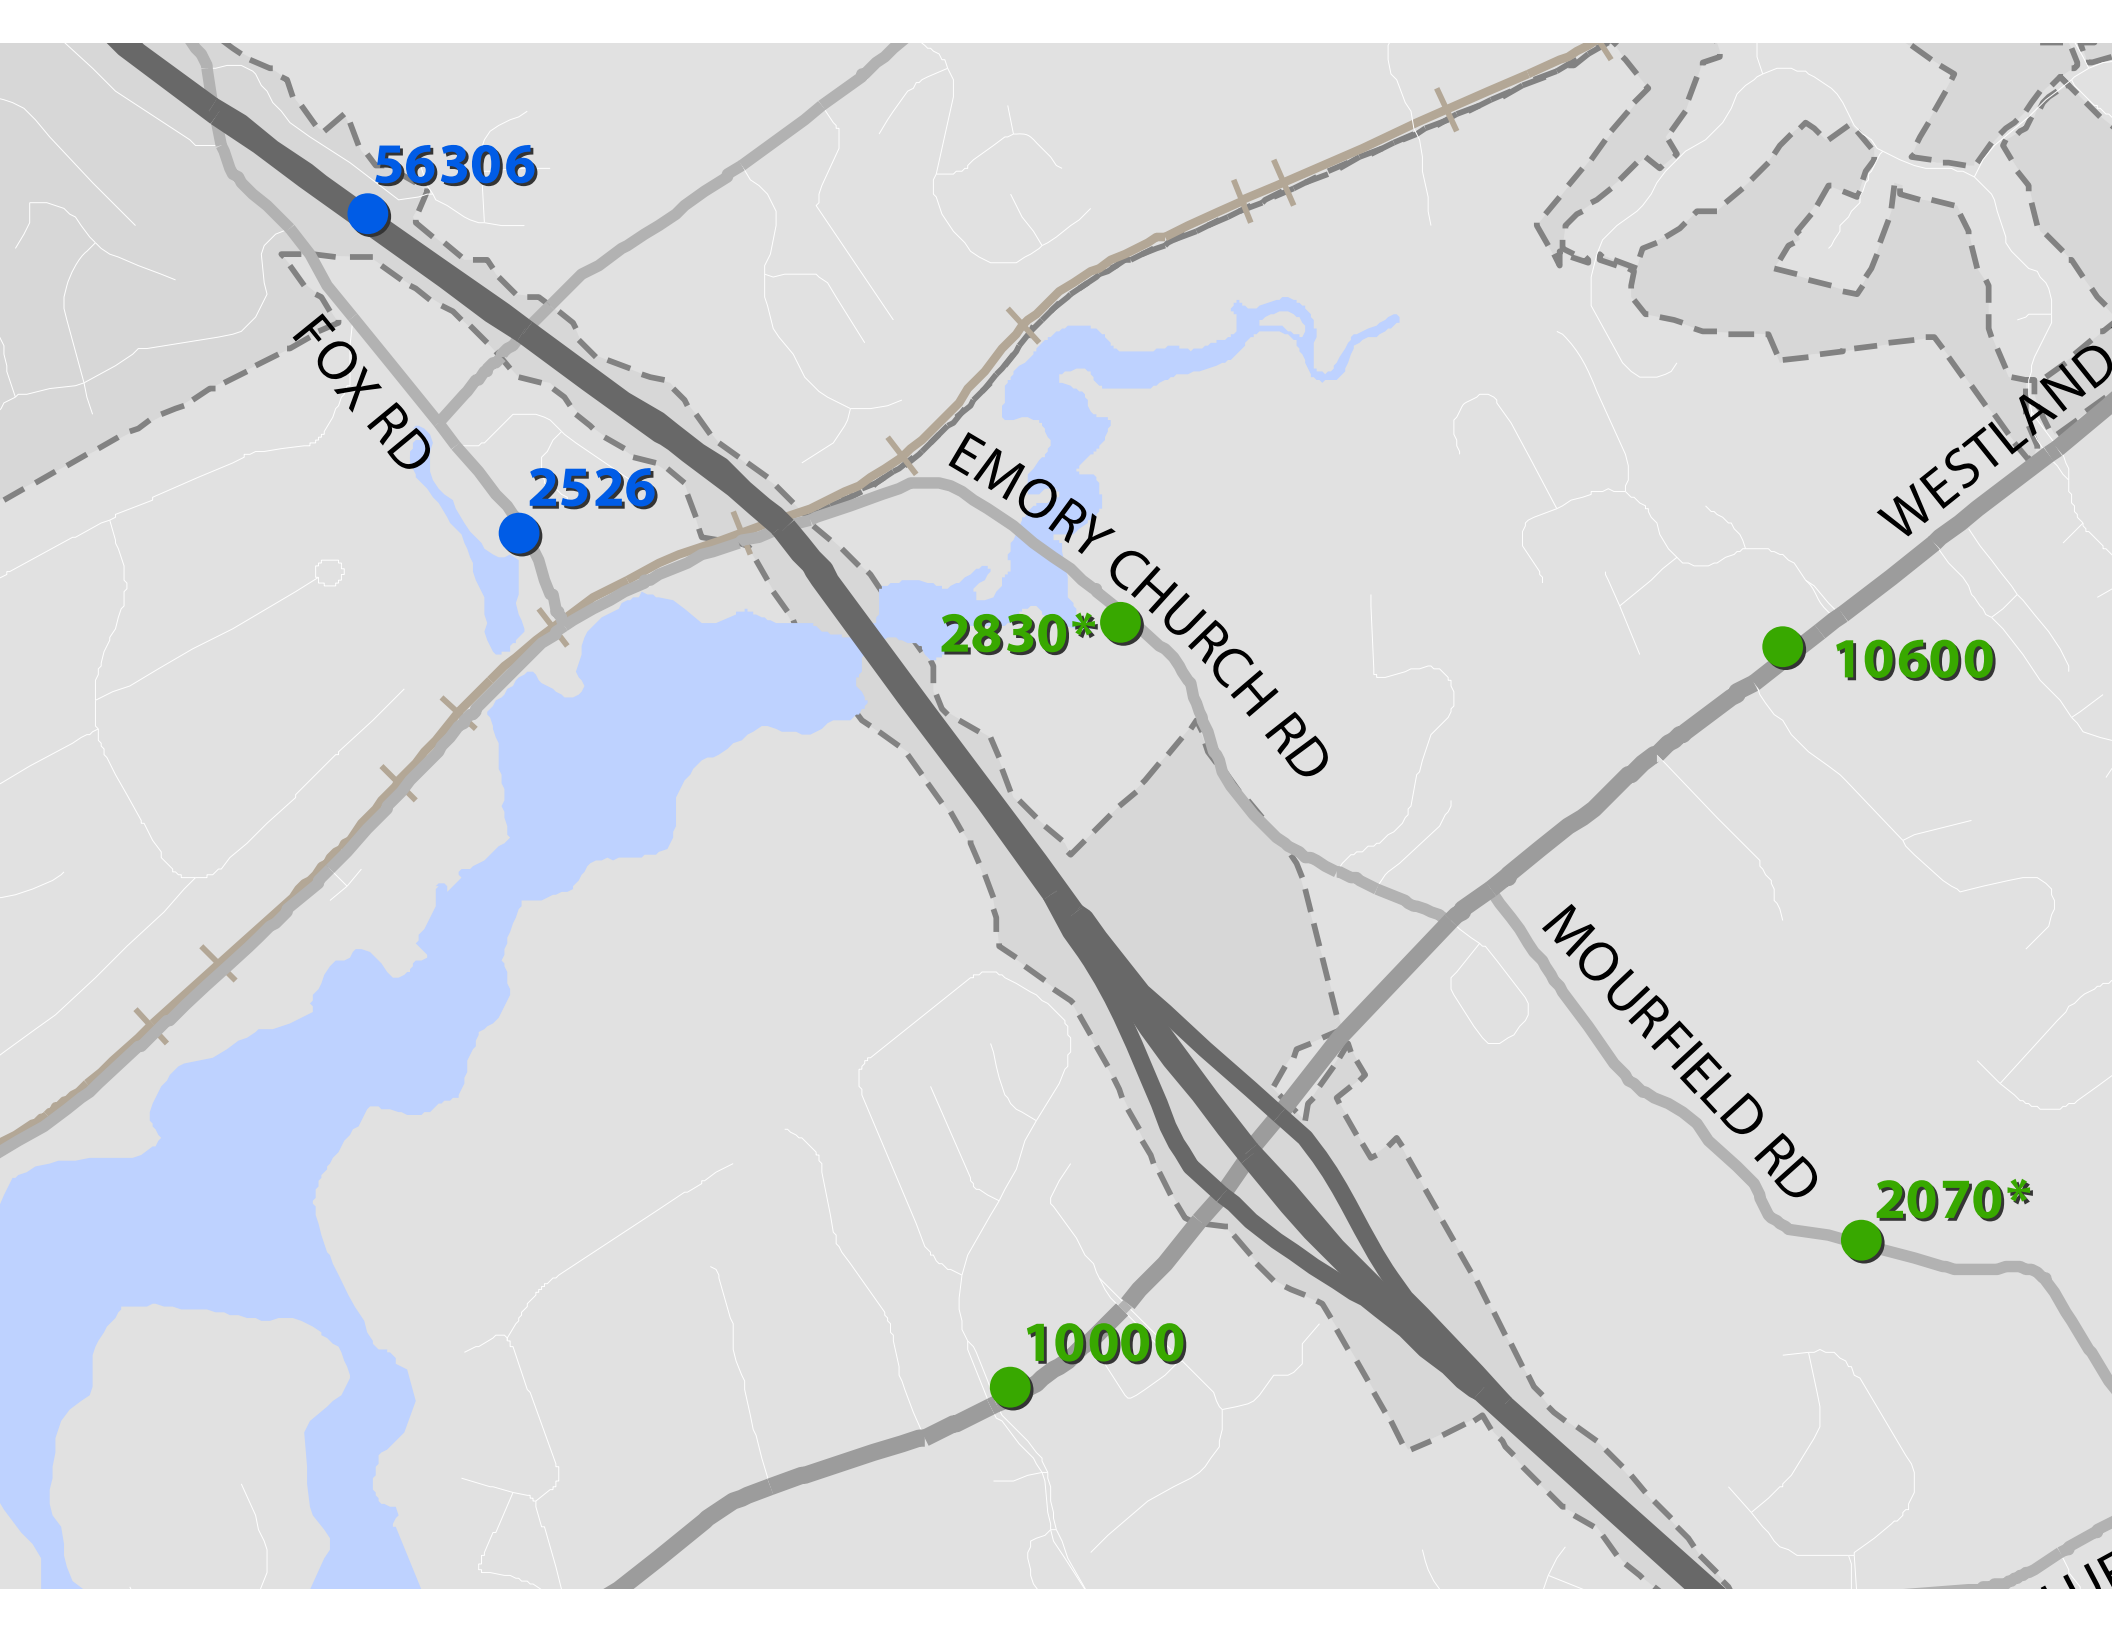 56306
FOX RD
2526
EMORY CHURCH RD
WESTLAND
2830*
10600
MOURFIELD RD
2070*
10000